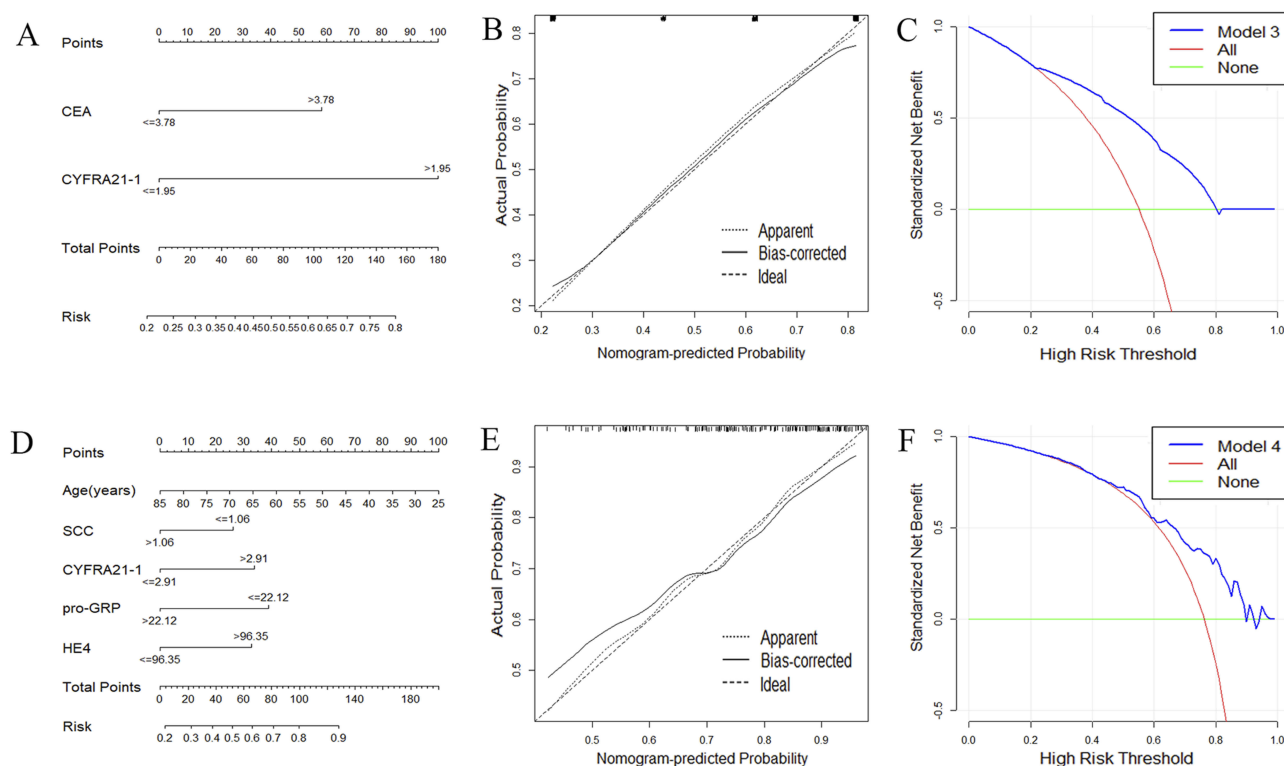 A
Points
0 10 20 30 40 50 60 70 80 90 100
CEA
>3.78
<=3.78
CYFRA21-1
>1.95
<=1.95
Total Points
0 20 40 60 80 100 120 140 160 180
Risk
0.2 0.25 0.3 0.35 0.4 0.45 0.5 0.55 0.6 0.65 0.7 0.75 0.8
B
Actual Probability
0.8
0.7
0.6
0.5
0.4
0.3
0.2
Apparent
Bias-corrected
Ideal
0.2 0.3 0.4 0.5 0.6 0.7 0.8
Nomogram-predicted Probability
C
Standardized Net Benefit
1.0
0.5
0.0
-0.5
Model 3
All
None
0.0 0.2 0.4 0.6 0.8 1.0
High Risk Threshold
D
Points
0 10 20 30 40 50 60 70 80 90 100
Age(years)
85 80 75 70 65 60 55 50 45 40 35 30 25
SCC
<=1.06
>1.06
CYFRA21-1
>2.91
<=2.91
pro-GRP
<=22.12
>22.12
HE4
>96.35
<=96.35
Total Points
0 20 40 60 80 100 140 180
Risk
0.2 0.3 0.4 0.5 0.6 0.7 0.8 0.9
E
Actual Probability
0.9
0.8
0.7
0.6
0.5
Apparent
Bias-corrected
Ideal
0.5 0.6 0.7 0.8 0.9
Nomogram-predicted Probability
F
Standardized Net Benefit
1.0
0.5
0.0
-0.5
Model 4
All
None
0.0 0.2 0.4 0.6 0.8 1.0
High Risk Threshold